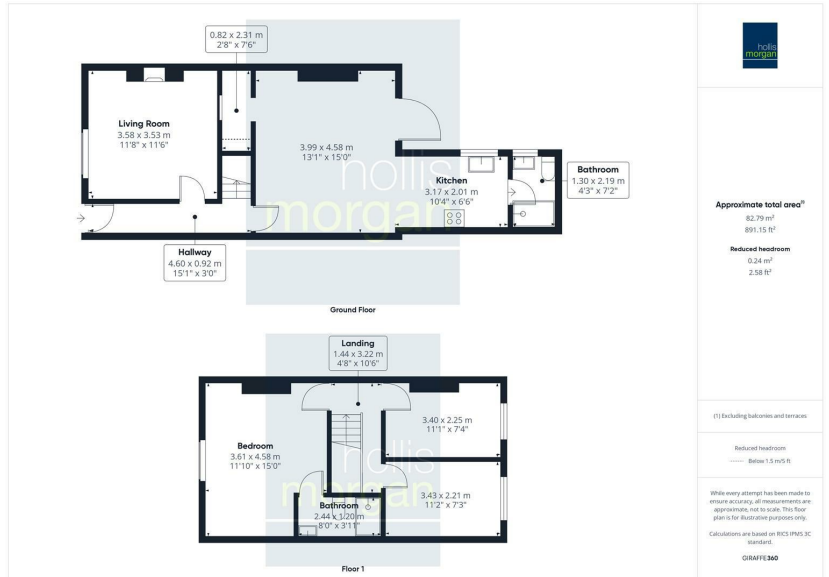 0.82 x 2.31 m
2'8" x 7'6"
Living Room
3.58 x 3.53 m
11'8" x 11'6"
3.99 x 4.58 m
13'1" x 15'0"
Kitchen
3.17 x 2.01 m
10'4" x 6'6"
Bathroom
1.30 x 2.19 m
4'3" x 7'2"
Hallway
4.60 x 0.92 m
15'1" x 3'0"
hollis
morgan
Ground Floor
Landing
1.44 x 3.22 m
4'8" x 10'6"
Bedroom
3.61 x 4.58 m
11'10" x 15'0"
3.40 x 2.25 m
11'1" x 7'4"
3.43 x 2.21 m
11'2" x 7'3"
Bathroom
2.44 x 1.20 m
8'0" x 3'11"
hollis
morgan
Floor 1
hollis
morgan
Approximate total area(1)
82.79 m²
891.15 ft²
Reduced headroom
0.24 m²
2.58 ft²
(1) Excluding balconies and terraces
Reduced headroom
------ Below 1.5 m/5 ft
While every attempt has been made to
ensure accuracy, all measurements are
approximate, not to scale. This floor
plan is for illustrative purposes only.
Calculations are based on RICS IPMS 3C
standard.
GIRAFFE360